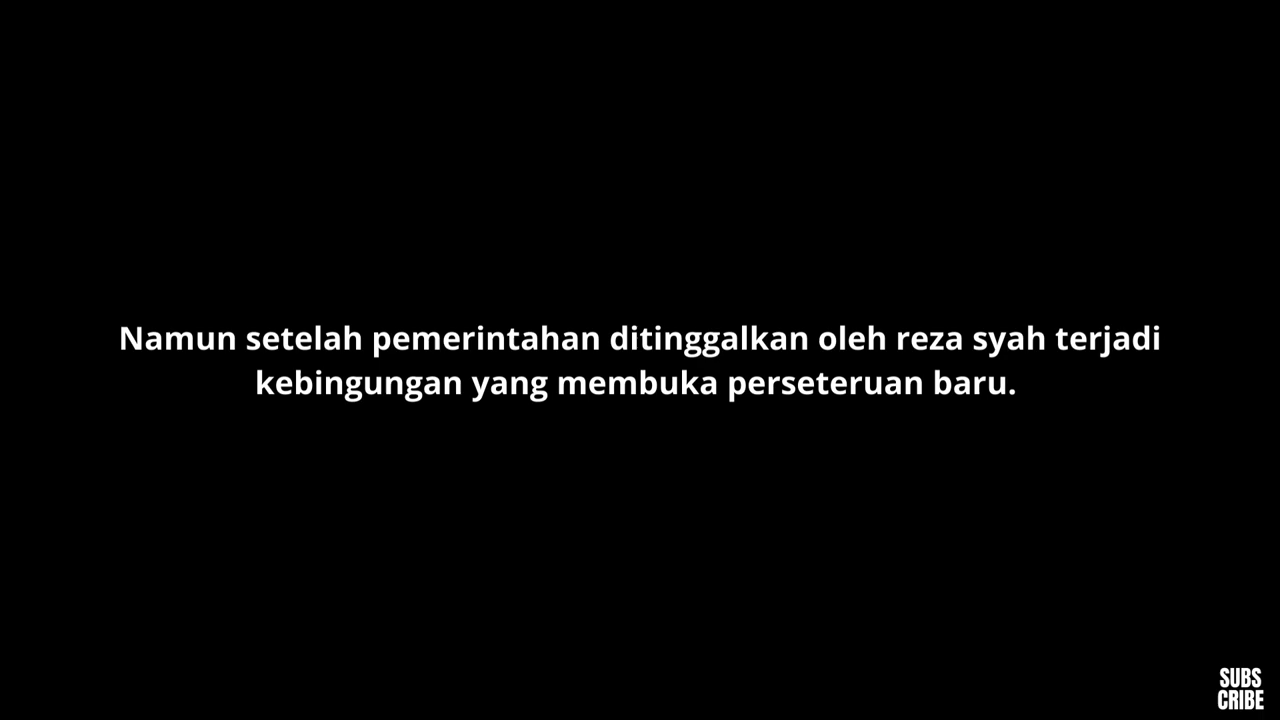 Namun setelah pemerintahan ditinggalkan oleh reza syah terjadi
kebingungan yang membuka perseteruan baru.
SUBS
CRIBE